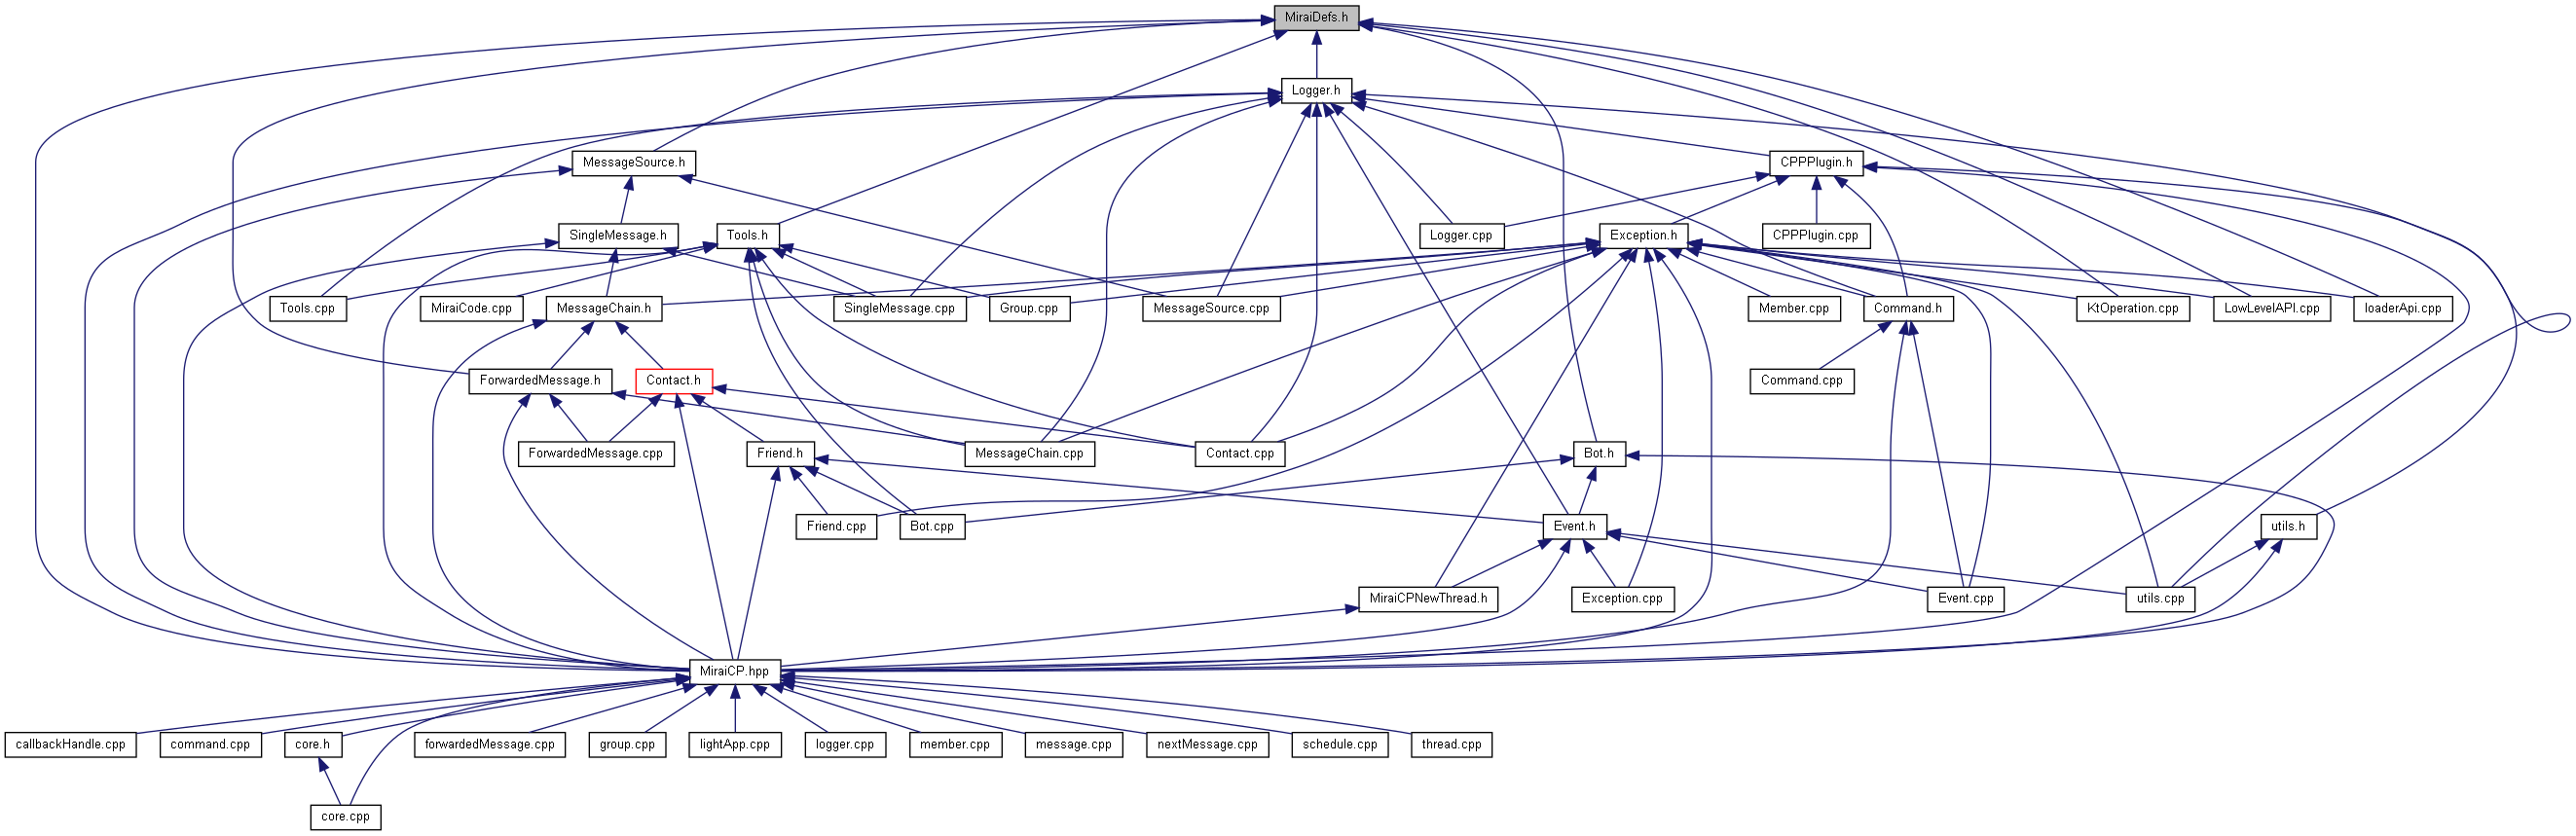 MiraiDefs.h
Logger.h
MessageSource.h
CPPPlugin.h
SingleMessage.h
Tools.h
Logger.cpp
Exception.h
CPPPlugin.cpp
Tools.cpp
MiraiCode.cpp
MessageChain.h
SingleMessage.cpp
Group.cpp
MessageSource.cpp
Member.cpp
Command.h
KtOperation.cpp
LowLevelAPI.cpp
loaderApi.cpp
ForwardedMessage.h
Contact.h
Command.cpp
ForwardedMessage.cpp
Friend.h
MessageChain.cpp
Contact.cpp
Bot.h
Friend.cpp
Bot.cpp
Event.h
utils.h
MiraiCPNewThread.h
Exception.cpp
Event.cpp
utils.cpp
MiraiCP.hpp
callbackHandle.cpp
command.cpp
core.h
forwardedMessage.cpp
group.cpp
lightApp.cpp
logger.cpp
member.cpp
message.cpp
nextMessage.cpp
schedule.cpp
thread.cpp
core.cpp